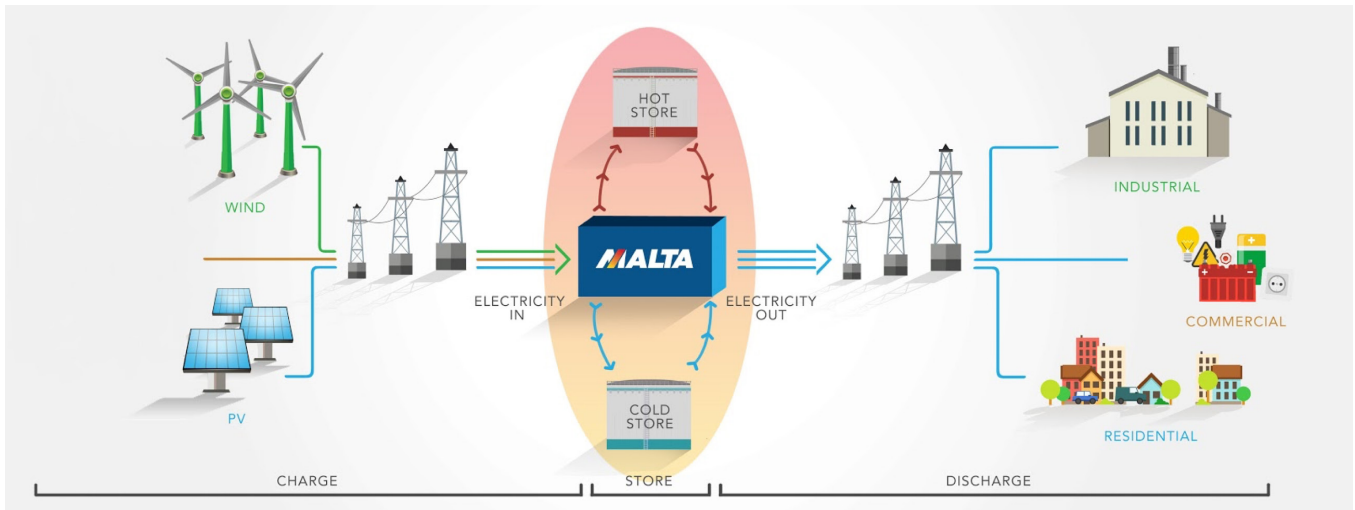 WIND
PV
ELECTRICITY
IN
HOT
STORE
MALTA
COLD
STORE
ELECTRICITY
OUT
INDUSTRIAL
COMMERCIAL
RESIDENTIAL
CHARGE
STORE
DISCHARGE